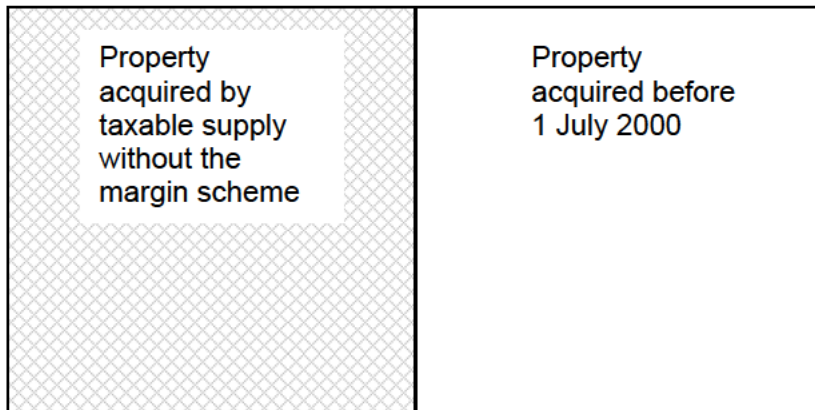 Property
acquired by
taxable supply
without the
margin scheme
Property
acquired before
1 July 2000